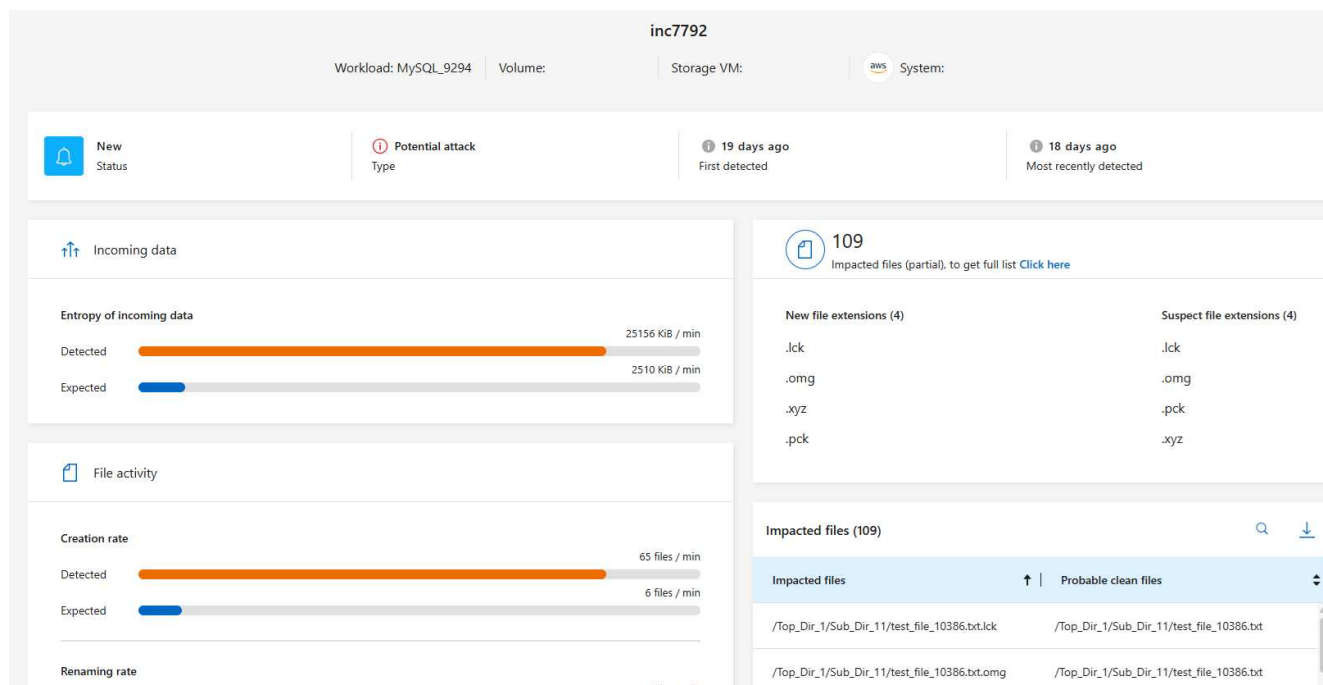 inc7792
Workload: MySQL_9294 Volume: Storage VM: aws System:
New
Status
Potential attack
Type
19 days ago
First detected
18 days ago
Most recently detected
Incoming data
Entropy of incoming data
25156 KiB / min
Detected
2510 KiB / min
Expected
File activity
Creation rate
65 files / min
Detected
6 files / min
Expected
Renaming rate
109
Impacted files (partial), to get full list Click here
New file extensions (4) Suspect file extensions (4)
.lck .lck
.omg .omg
.xyz .pck
.pck .xyz
Impacted files (109)
Impacted files Probable clean files
/Top_Dir_1/Sub_Dir_11/test_file_10386.txt.lck /Top_Dir_1/Sub_Dir_11/test_file_10386.txt
/Top_Dir_1/Sub_Dir_11/test_file_10386.txt.omg /Top_Dir_1/Sub_Dir_11/test_file_10386.txt